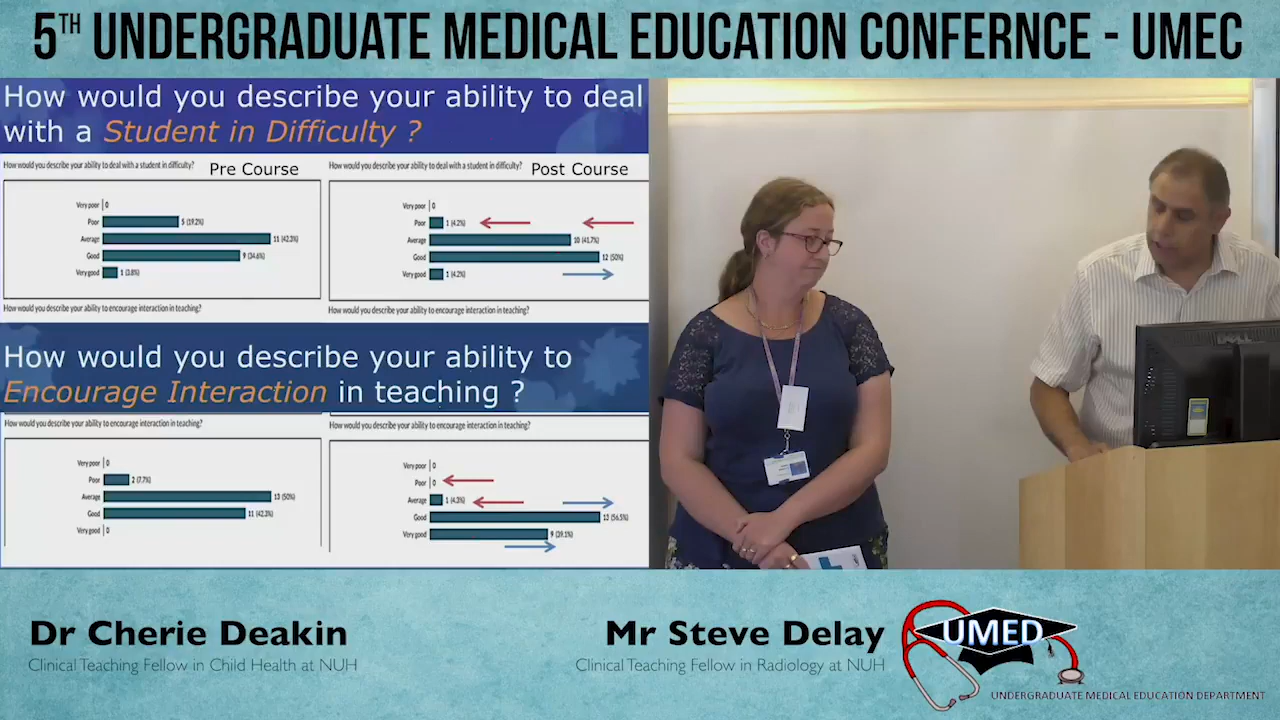 5TH UNDERGRADUATE MEDICAL EDUCATION CONFERNCE - UMEC
How would you describe your ability to deal
with a Student in Difficulty ?
How would you describe your ability to deal with a student in difficulty?
Pre Course
Very poor 0
Poor 5 (19.2%)
Average 11 (42.3%)
Good 9 (34.6%)
Very good 1 (3.8%)
How would you describe your ability to encourage interaction in teaching?
How would you describe your ability to deal with a student in difficulty?
Post Course
Very poor 0
Poor 1 (4.2%)
Average 10 (41.7%)
Good 12 (50%)
Very good 1 (4.2%)
How would you describe your ability to encourage interaction in teaching?
How would you describe your ability to
Encourage Interaction in teaching ?
How would you describe your ability to encourage interaction in teaching?
Very poor 0
Poor 2 (7.7%)
Average 13 (50%)
Good 11 (42.3%)
Very good 0
How would you describe your ability to encourage interaction in teaching?
Very poor 0
Poor 0
Average 1 (4.3%)
Good 13 (56.5%)
Very good 9 (39.1%)
DELL
Dr Cherie Deakin
Clinical Teaching Fellow in Child Health at NUH
Mr Steve Delay
Clinical Teaching Fellow in Radiology at NUH
UMED
UNDERGRADUATE MEDICAL EDUCATION DEPARTMENT